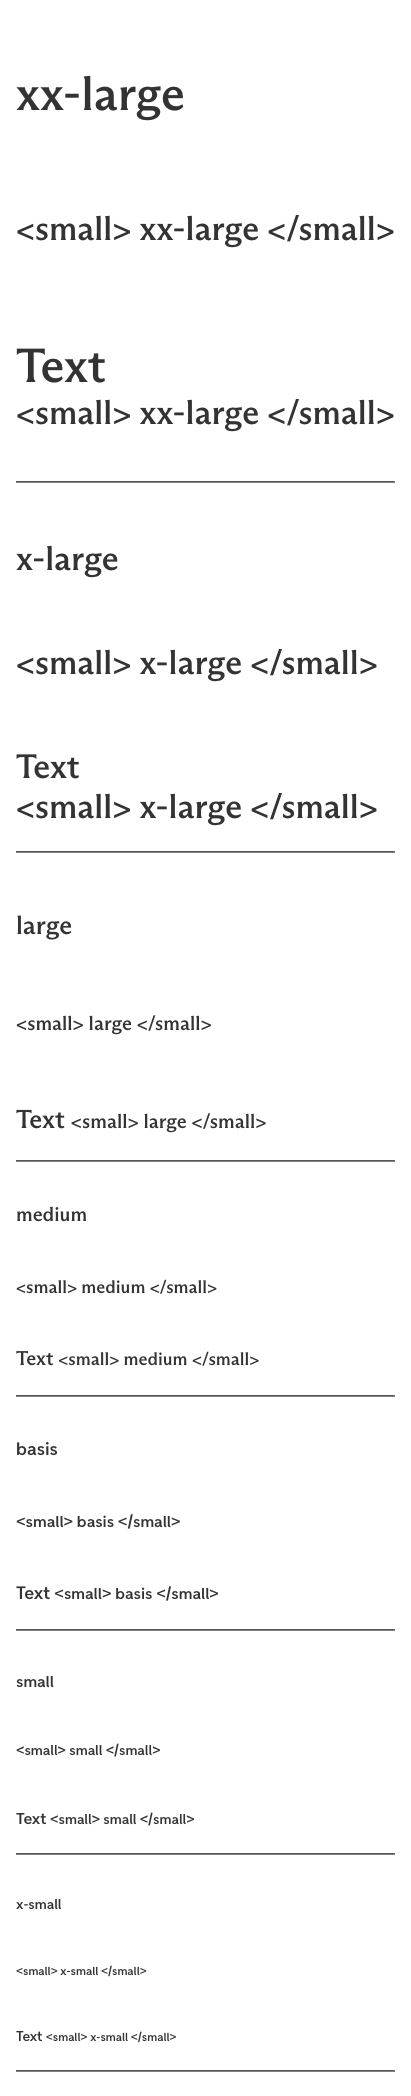 xx-large
<small> xx-large </small>
Text
<small> xx-large </small>
x-large
<small> x-large </small>
Text
<small> x-large </small>
large
<small> large </small>
Text <small> large </small>
medium
<small> medium </small>
Text <small> medium </small>
basis
<small> basis </small>
Text <small> basis </small>
small
<small> small </small>
Text <small> small </small>
x-small
<small> x-small </small>
Text <small> x-small </small>